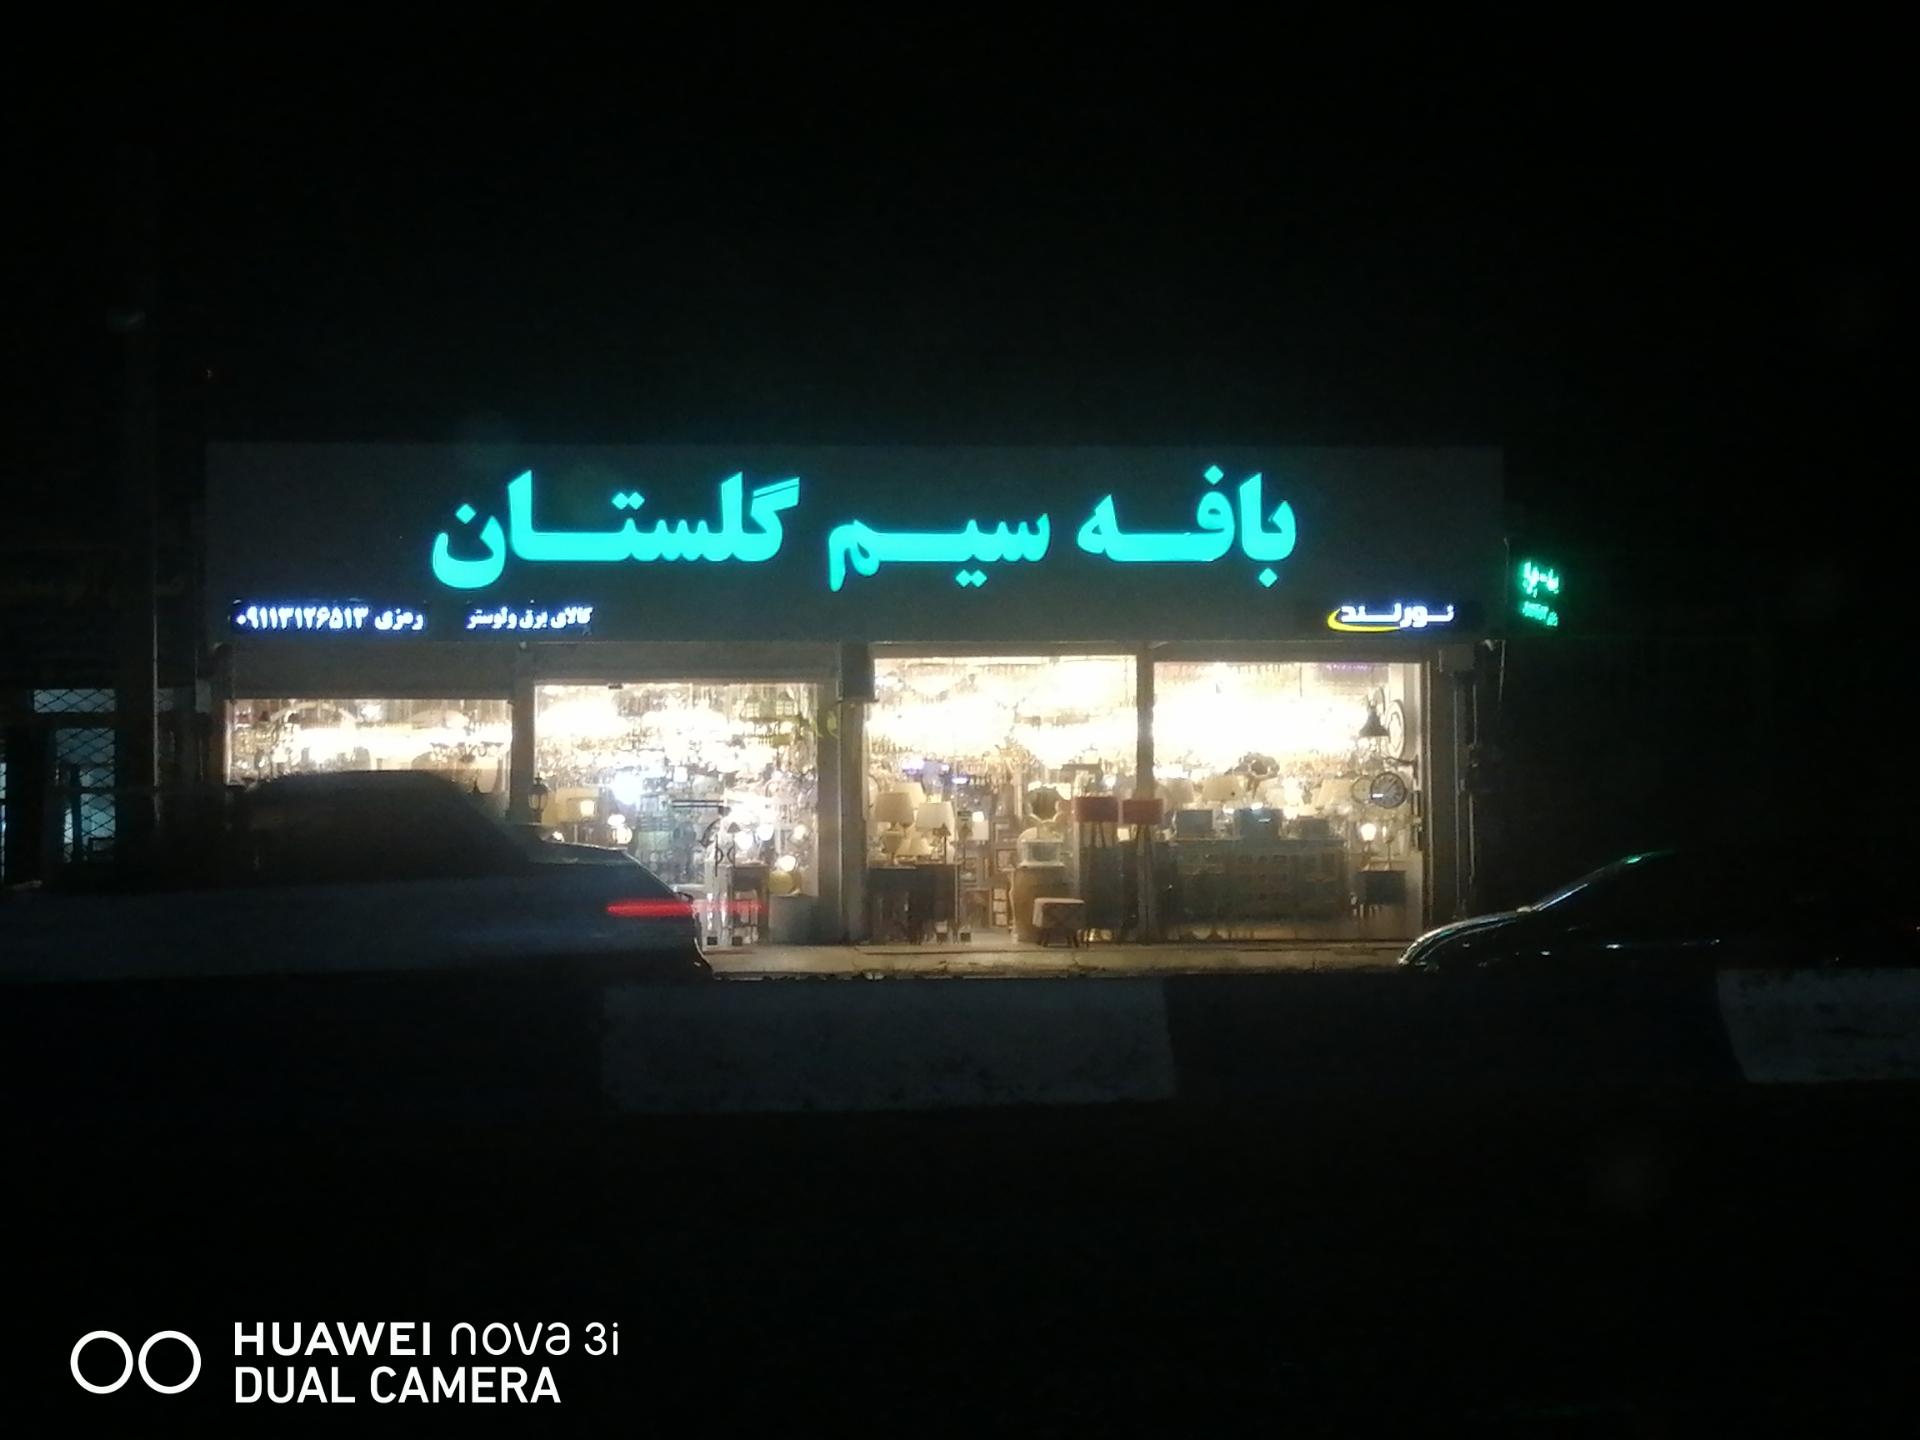 بافه سیم گلستان
نورلند
کالای برق ولوستر
رمزی ۰۹۱۱۳۱۲۶۵۱۳
HUAWEI nova 3i
DUAL CAMERA